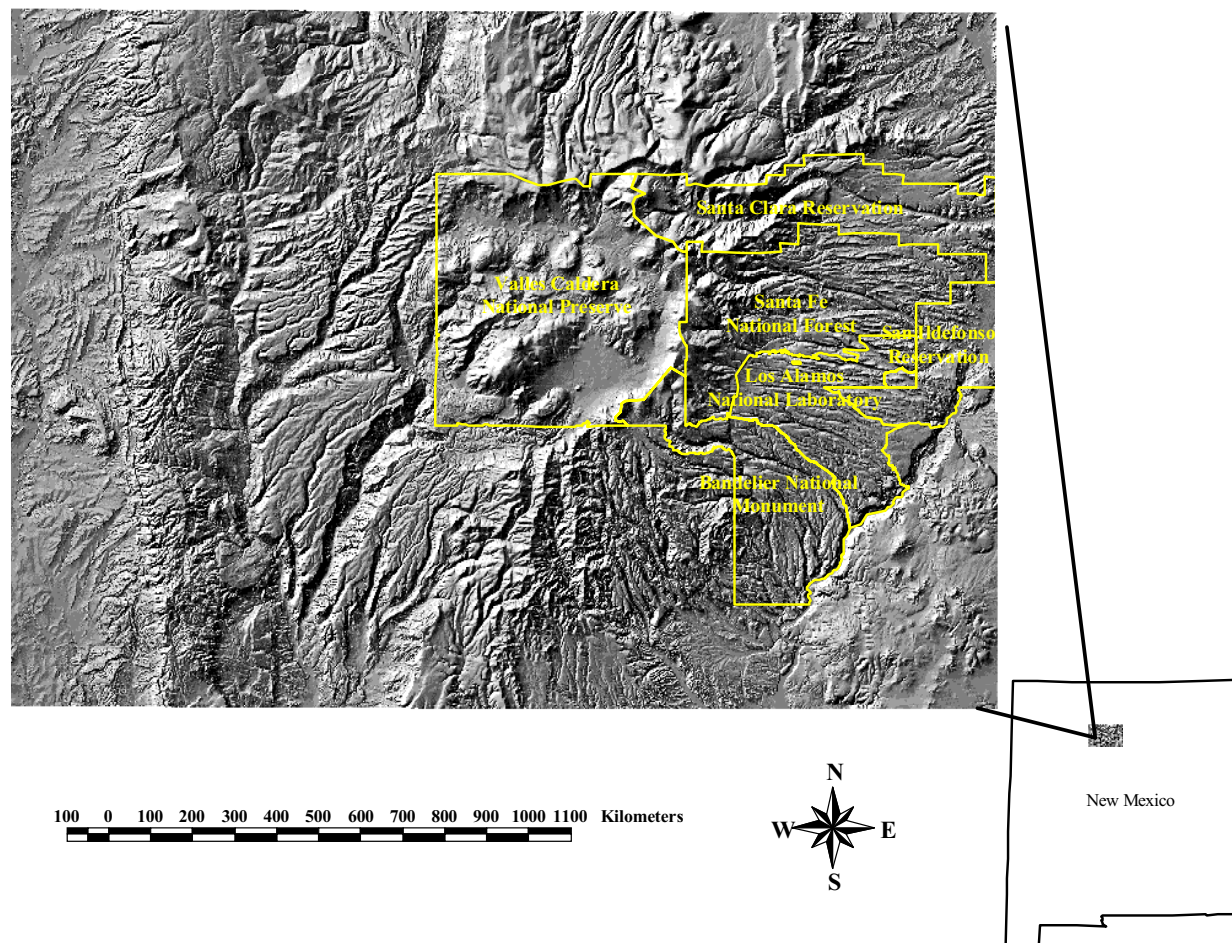 Santa Clara Reservation
Valles Caldera
National Preserve
Santa Fe
National Forest
San Ildefonso
Reservation
Los Alamos
National Laboratory
Bandelier National
Monument
New Mexico
100 0 100 200 300 400 500 600 700 800 900 1000 1100 Kilometers
N
W E
S